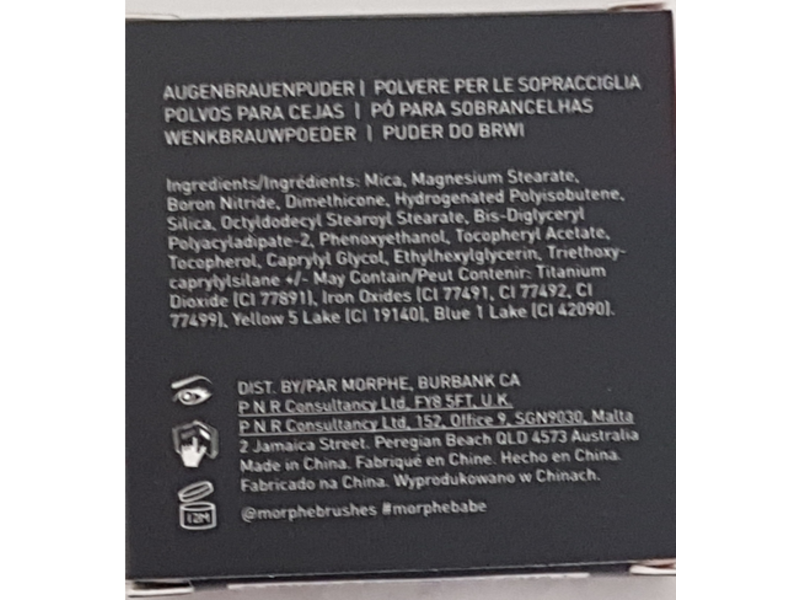 AUGENBRAUENPUDER | POLVERE PER LE SOPRACCIGLIA
POLVOS PARA CEJAS | PÓ PARA SOBRANCELHAS
WENKBRAUWPOEDER | PUDER DO BRWI
Ingredients/Ingrédients: Mica, Magnesium Stearate,
Boron Nitride, Dimethicone, Hydrogenated Polyisobutene,
Silica, Octyldodecyl Stearoyl Stearate, Bis-Diglyceryl
Polyacyladipate-2, Phenoxyethanol, Tocopheryl Acetate,
Tocopherol, Caprylyl Glycol, Ethylhexylglycerin, Triethoxy-
caprylylsilane +/- May Contain/Peut Contenir: Titanium
Dioxide (CI 77891), Iron Oxides (CI 77491, CI 77492, CI
77499), Yellow 5 Lake (CI 19140), Blue 1 Lake (CI 42090).
DIST. BY/PAR MORPHE, BURBANK CA
P N R Consultancy Ltd, FY8 5FT, U.K.
P N R Consultancy Ltd, 152, Office 9, SGN9030, Malta
2 Jamaica Street. Peregian Beach QLD 4573 Australia
Made in China. Fabriqué en Chine. Hecho en China.
Fabricado na China. Wyprodukowano w Chinach.
12M
@morphebrushes #morphebabe